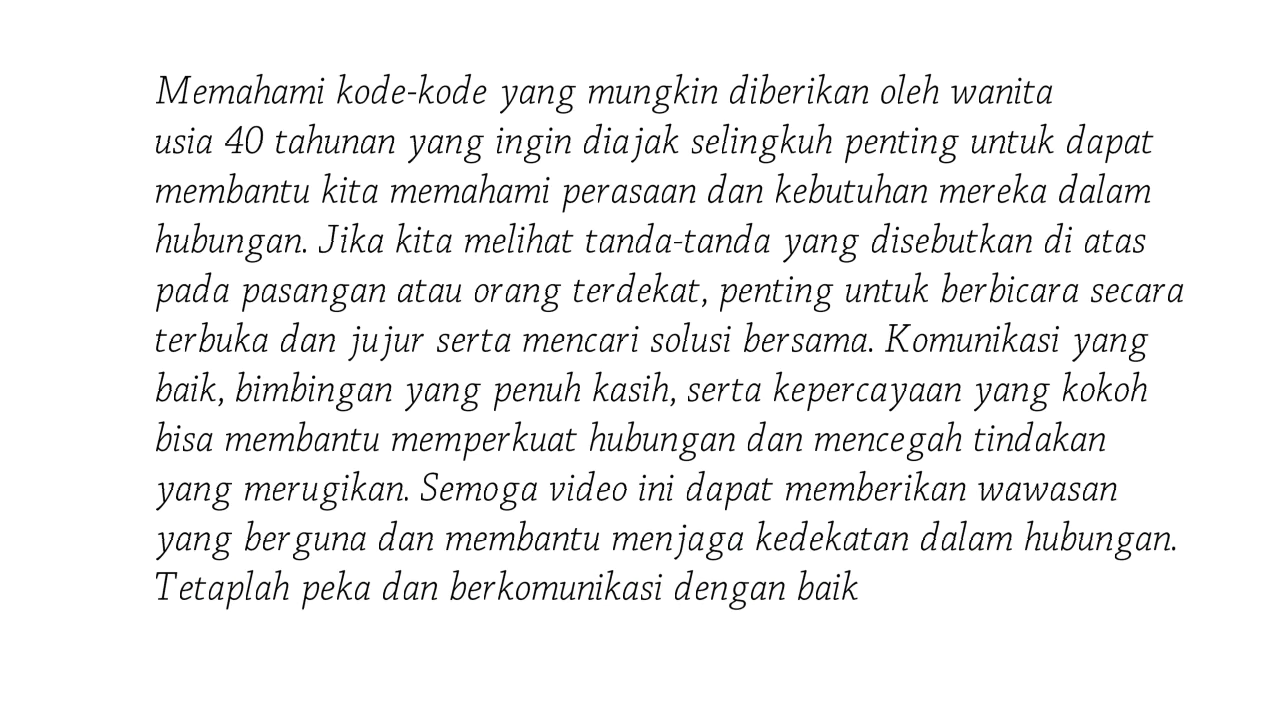 Memahami kode-kode yang mungkin diberikan oleh wanita
usia 40 tahunan yang ingin diajak selingkuh penting untuk dapat
membantu kita memahami perasaan dan kebutuhan mereka dalam
hubungan. Jika kita melihat tanda-tanda yang disebutkan di atas
pada pasangan atau orang terdekat, penting untuk berbicara secara
terbuka dan jujur serta mencari solusi bersama. Komunikasi yang
baik, bimbingan yang penuh kasih, serta kepercayaan yang kokoh
bisa membantu memperkuat hubungan dan mencegah tindakan
yang merugikan. Semoga video ini dapat memberikan wawasan
yang berguna dan membantu menjaga kedekatan dalam hubungan.
Tetaplah peka dan berkomunikasi dengan baik